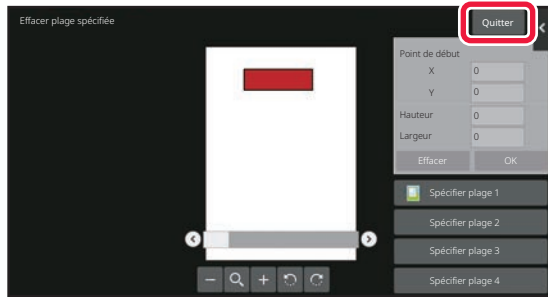 Effacer plage spécifiée
Quitter
Point de début
X 0
Y 0
Hauteur 0
Largeur 0
Effacer OK
Spécifier plage 1
Spécifier plage 2
Spécifier plage 3
Spécifier plage 4